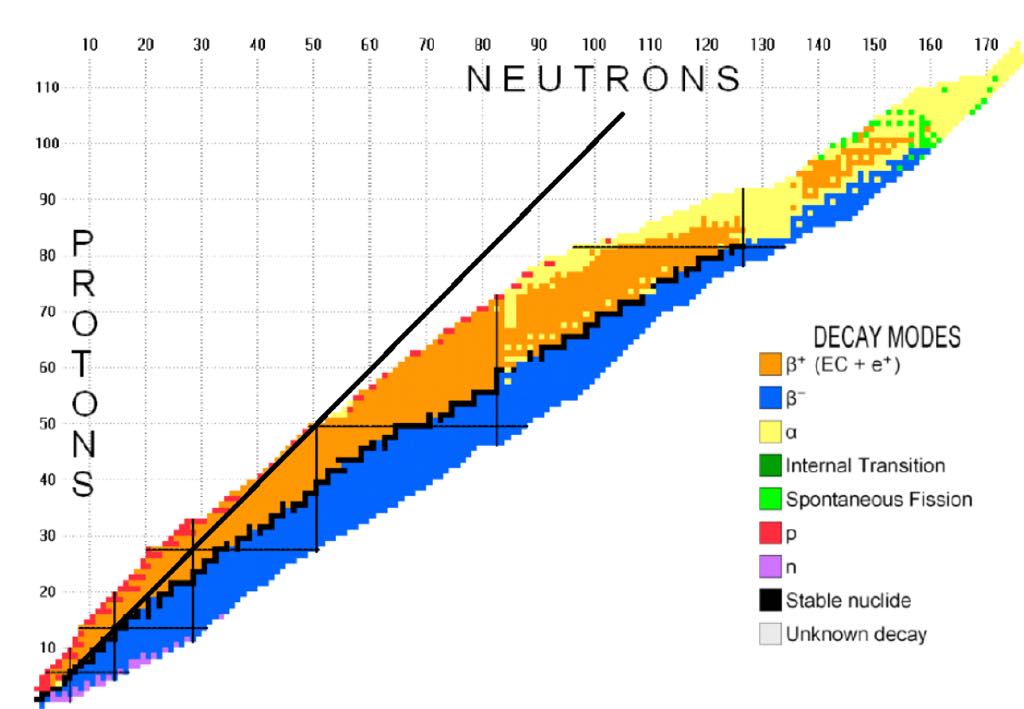 10 20 30 40 50 60 70 80 90 100 110 120 130 140 150 160 170
NEUTRONS
110
100
90
80
70
60
50
40
30
20
10
PROTONS
DECAY MODES
β⁺ (EC + e⁺)
β⁻
α
Internal Transition
Spontaneous Fission
p
n
Stable nuclide
Unknown decay